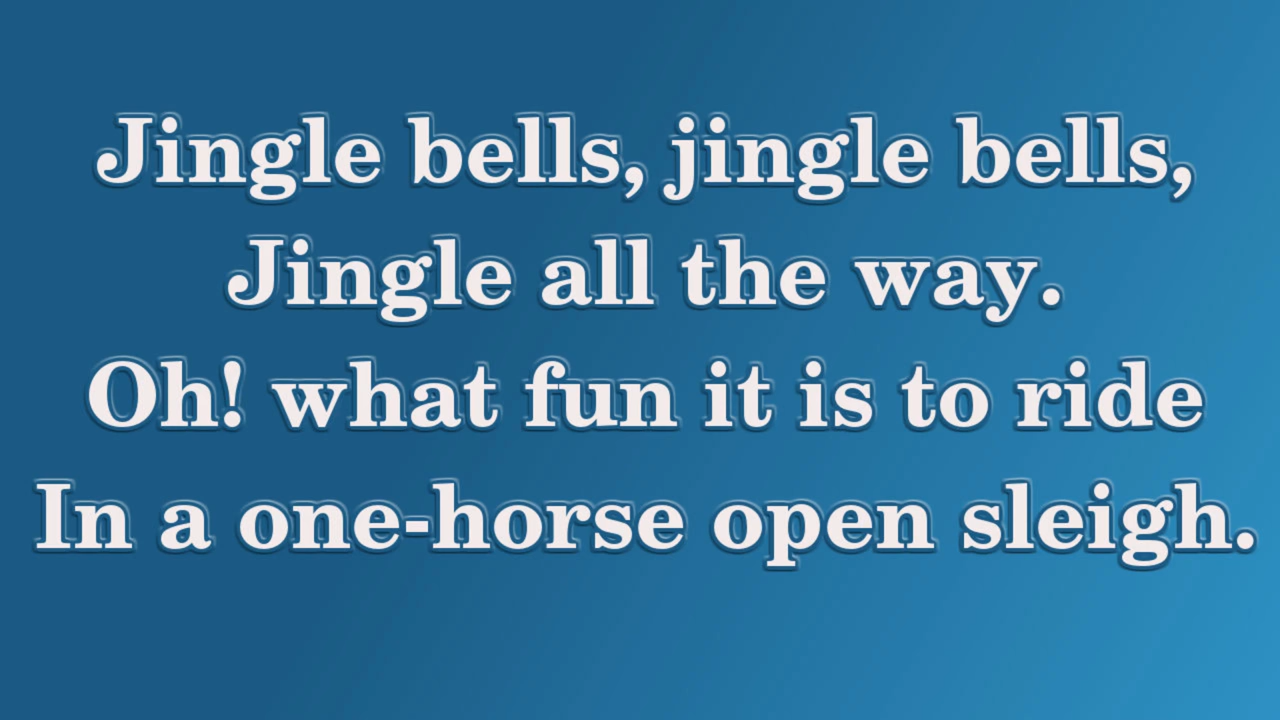 Jingle bells, jingle bells,
Jingle all the way.
Oh! what fun it is to ride
In a one-horse open sleigh.